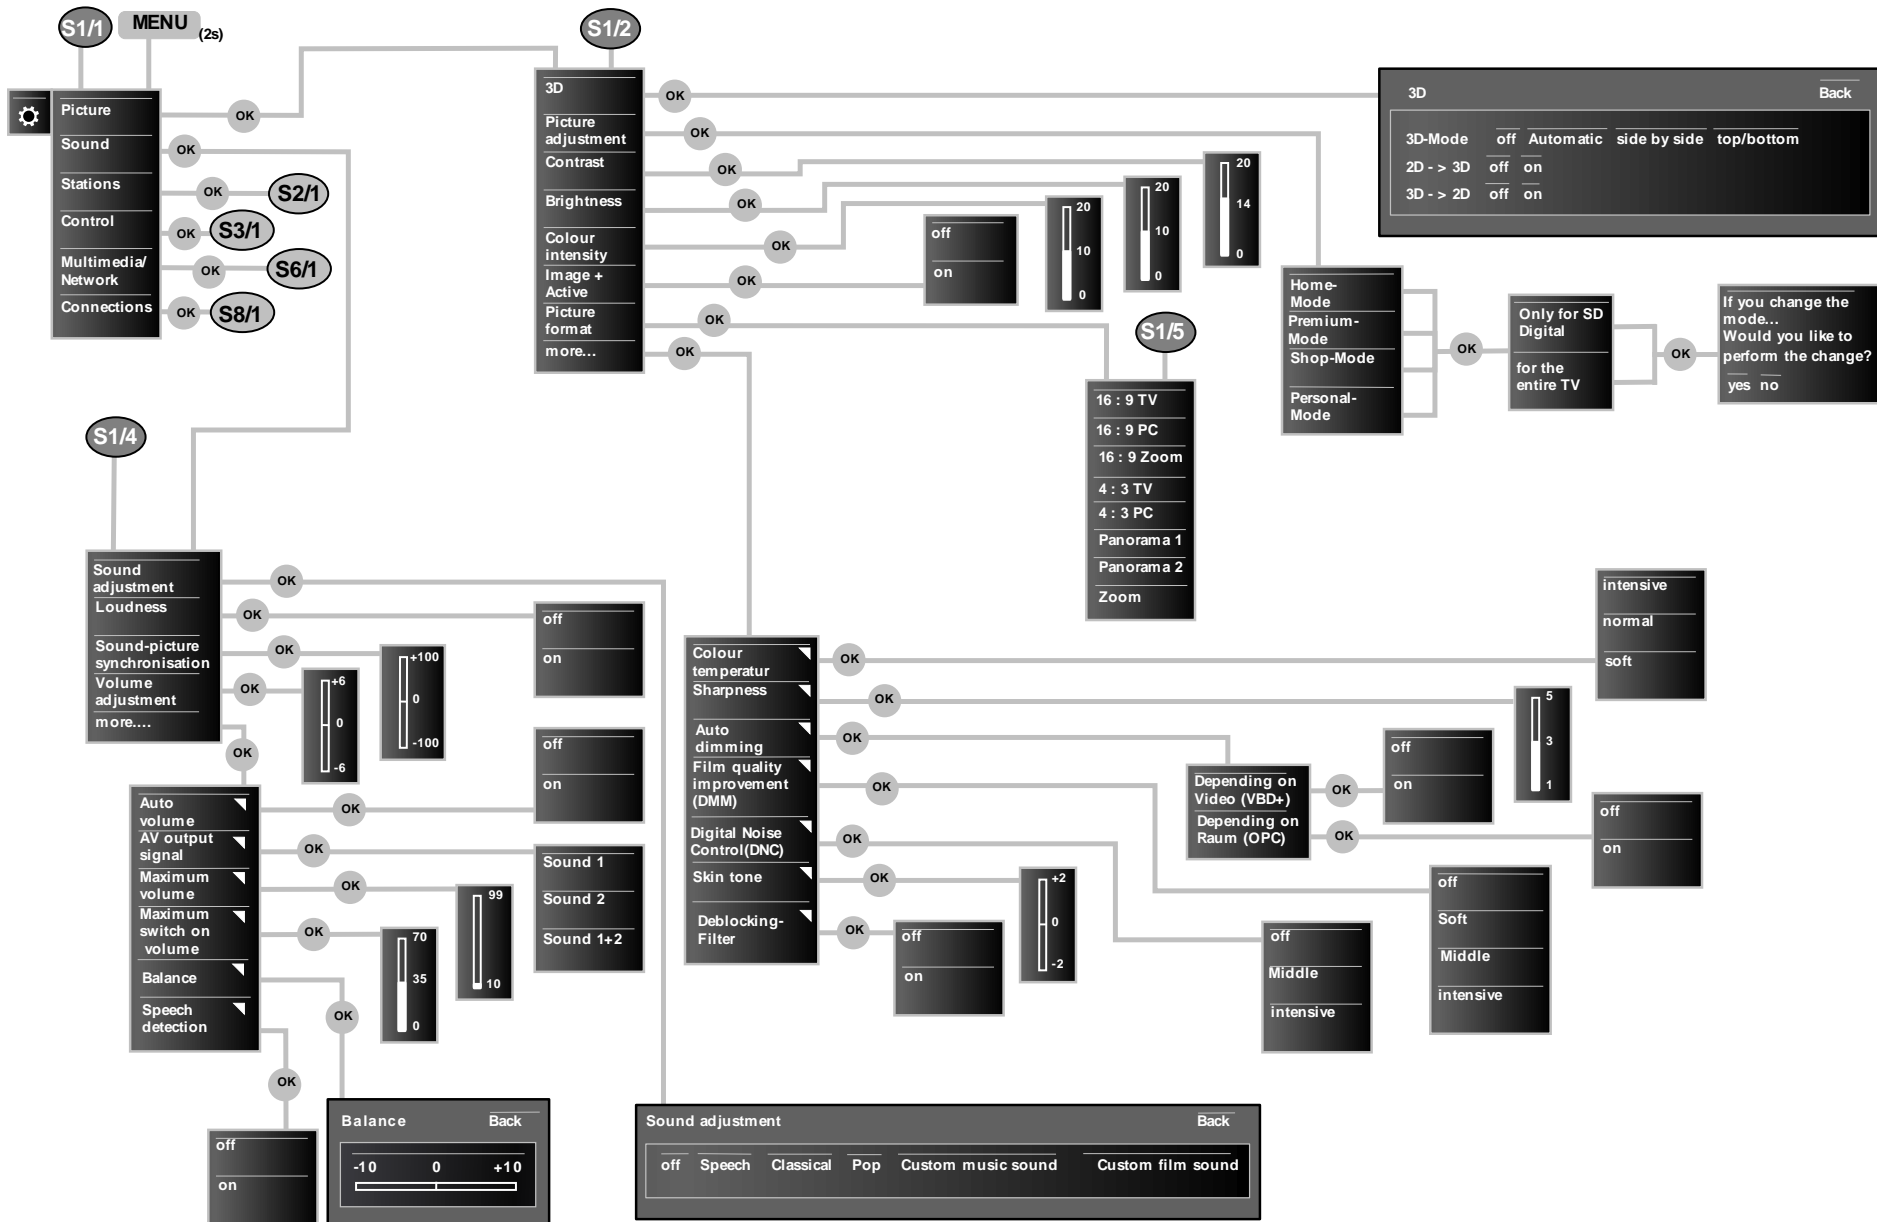 S1/1
MENU
(2s)
Picture
OK
Sound
OK
Stations
OK
S2/1
Control
OK
S3/1
Multimedia/
Network
OK
S6/1
Connections
OK
S8/1
S1/2
3D
OK
Picture
adjustment
OK
Contrast
OK
Brightness
OK
Colour
intensity
OK
Image +
Active
OK
Picture
format
OK
more...
OK
off
on
20
10
0
20
10
0
20
14
0
3D
Back
3D-Mode off Automatic side by side top/bottom
2D - > 3D off on
3D - > 2D off on
Home-
Mode
Premium-
Mode
Shop-Mode
Personal-
Mode
OK
Only for SD
Digital
for the
entire TV
OK
If you change the
mode...
Would you like to
perform the change?
yes no
S1/5
16 : 9 TV
16 : 9 PC
16 : 9 Zoom
4 : 3 TV
4 : 3 PC
Panorama 1
Panorama 2
Zoom
S1/4
Sound
adjustment
OK
Loudness
OK
Sound-picture
synchronisation
OK
Volume
adjustment
OK
more....
OK
+6
0
-6
+100
0
-100
off
on
Auto
volume
OK
AV output
signal
OK
Maximum
volume
OK
Maximum
switch on
volume
OK
Balance
OK
Speech
detection
OK
off
on
Sound 1
Sound 2
Sound 1+2
99
10
70
35
0
off
on
Balance
Back
-10 0 +10
Colour
temperatur
OK
Sharpness
OK
Auto
dimming
OK
Film quality
improvement
(DMM)
OK
Digital Noise
Control(DNC)
OK
Skin tone
OK
Deblocking-
Filter
OK
off
on
+2
0
-2
intensive
normal
soft
5
3
1
Depending on
Video (VBD+)
OK
Depending on
Raum (OPC)
OK
off
on
off
on
off
Soft
Middle
intensive
off
Middle
intensive
Sound adjustment
Back
off Speech Classical Pop Custom music sound Custom film sound